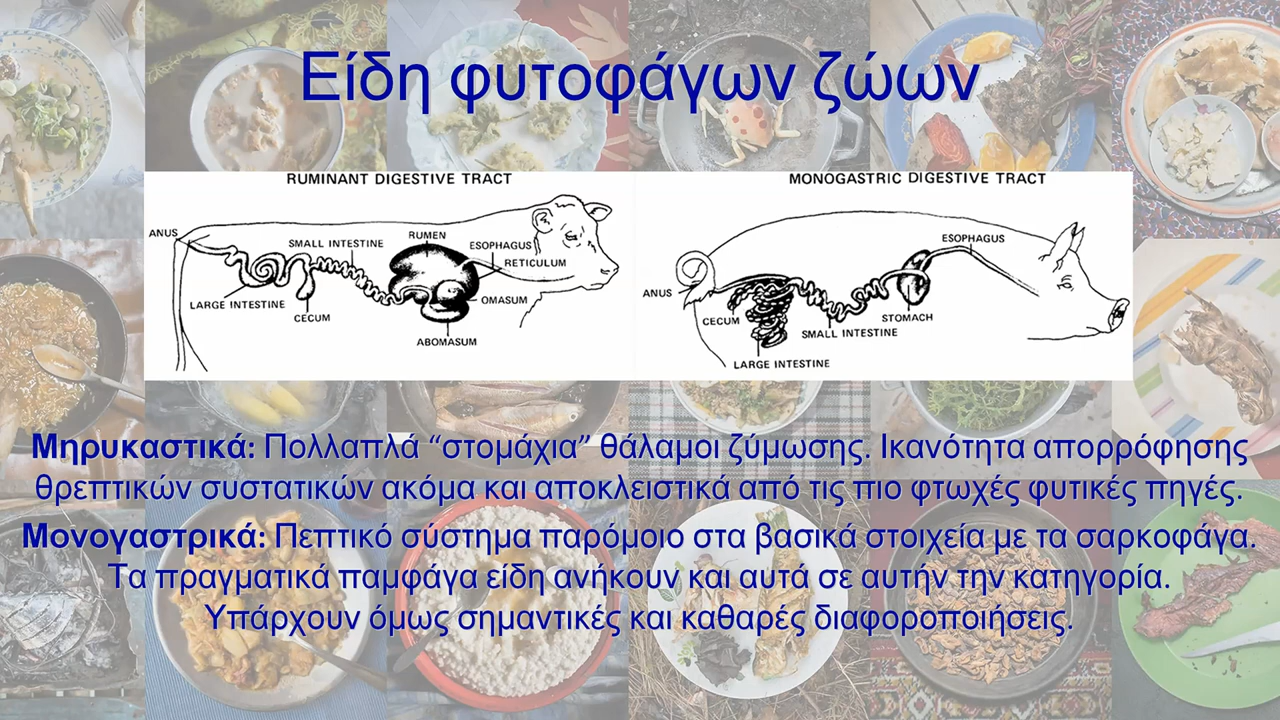 Είδη φυτοφάγων ζώων
RUMINANT DIGESTIVE TRACT
ANUS
SMALL INTESTINE
RUMEN
ESOPHAGUS
RETICULUM
LARGE INTESTINE
CECUM
OMASUM
ABOMASUM
MONOGASTRIC DIGESTIVE TRACT
ESOPHAGUS
ANUS
CECUM
SMALL INTESTINE
STOMACH
LARGE INTESTINE
Μηρυκαστικά: Πολλαπλά “στομάχια” θάλαμοι ζύμωσης. Ικανότητα απορρόφησης
θρεπτικών συστατικών ακόμα και αποκλειστικά από τις πιο φτωχές φυτικές πηγές.
Μονογαστρικά: Πεπτικό σύστημα παρόμοιο στα βασικά στοιχεία με τα σαρκοφάγα.
Τα πραγματικά παμφάγα είδη ανήκουν και αυτά σε αυτήν την κατηγορία.
Υπάρχουν όμως σημαντικές και καθαρές διαφοροποιήσεις.